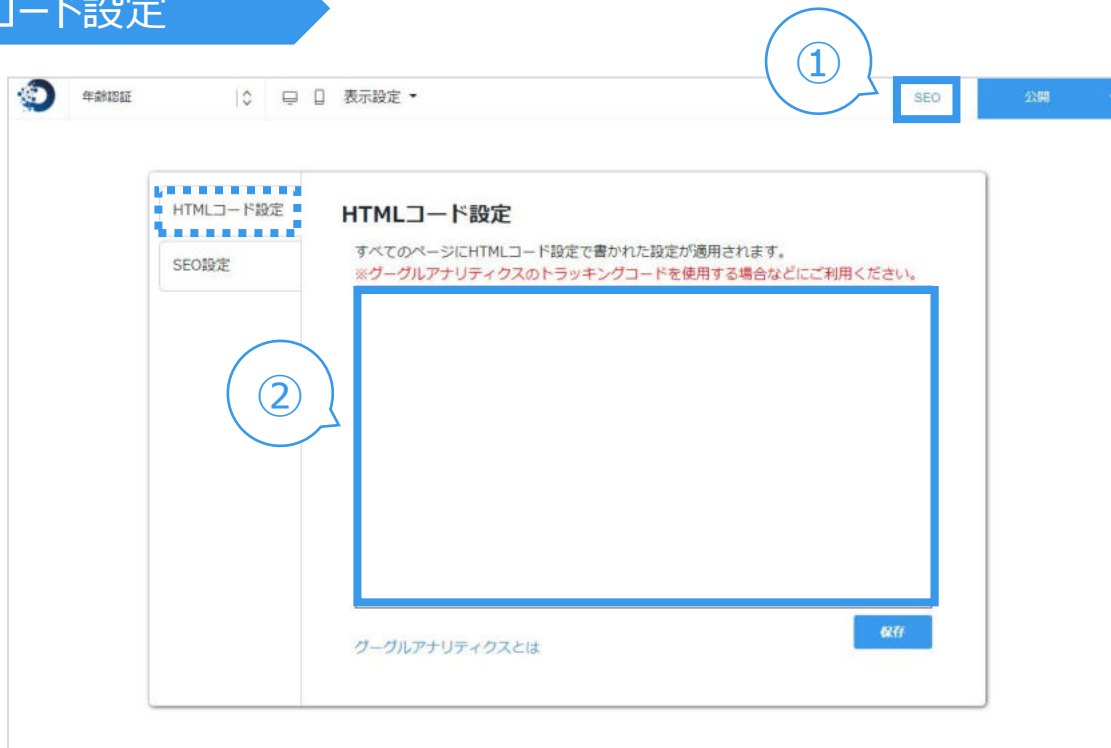 コード設定
①
年齢認証
表示設定
SEO
公開
HTMLコード設定
SEO設定
HTMLコード設定
すべてのページにHTMLコード設定で書かれた設定が適用されます。
※グーグルアナリティクスのトラッキングコードを使用する場合などにご利用ください。
②
保存
グーグルアナリティクスとは